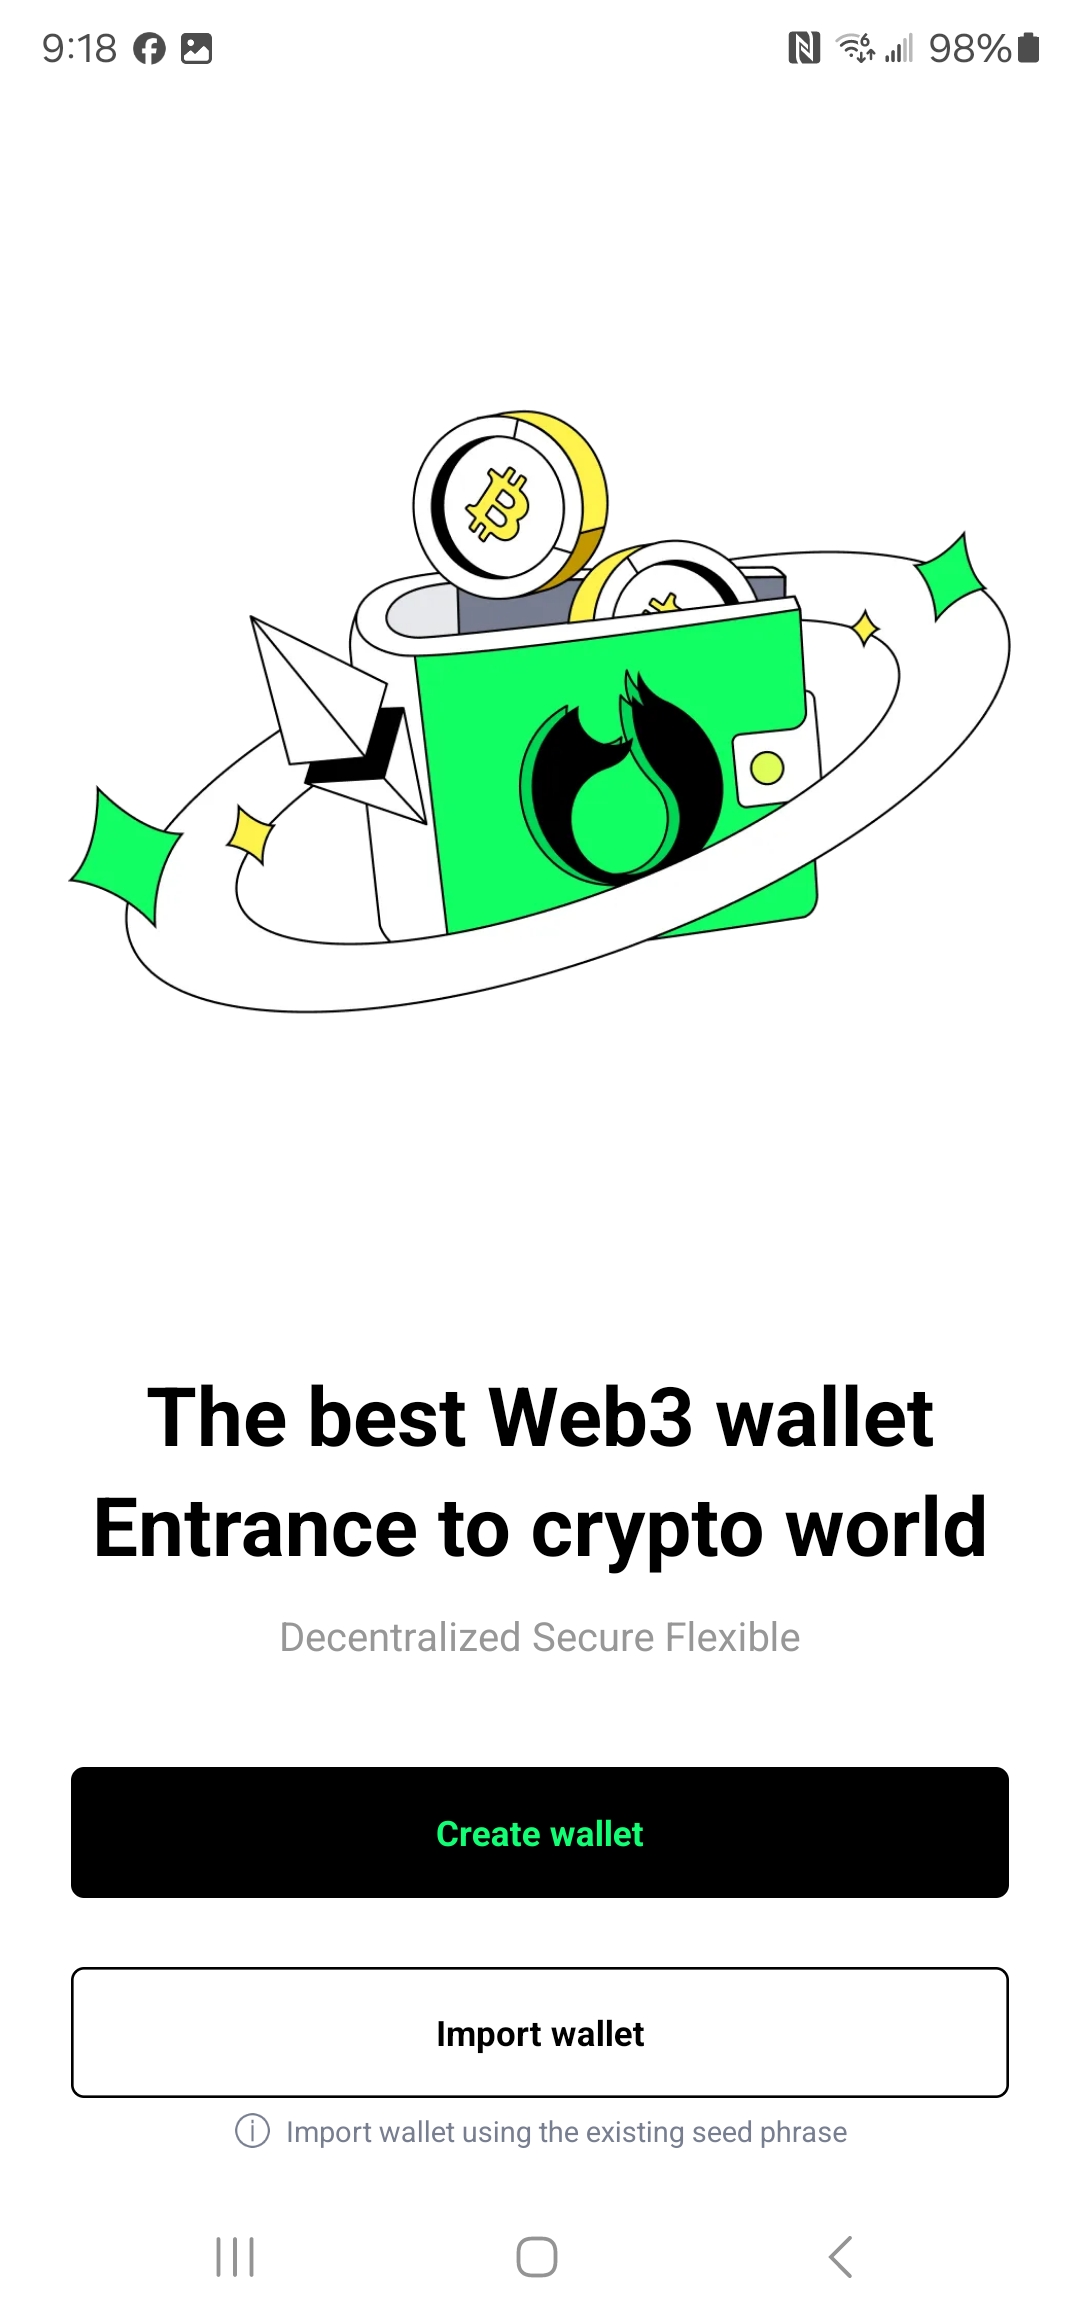 9:18 98%
The best Web3 wallet
Entrance to crypto world
Decentralized Secure Flexible
Create wallet
Import wallet
Import wallet using the existing seed phrase